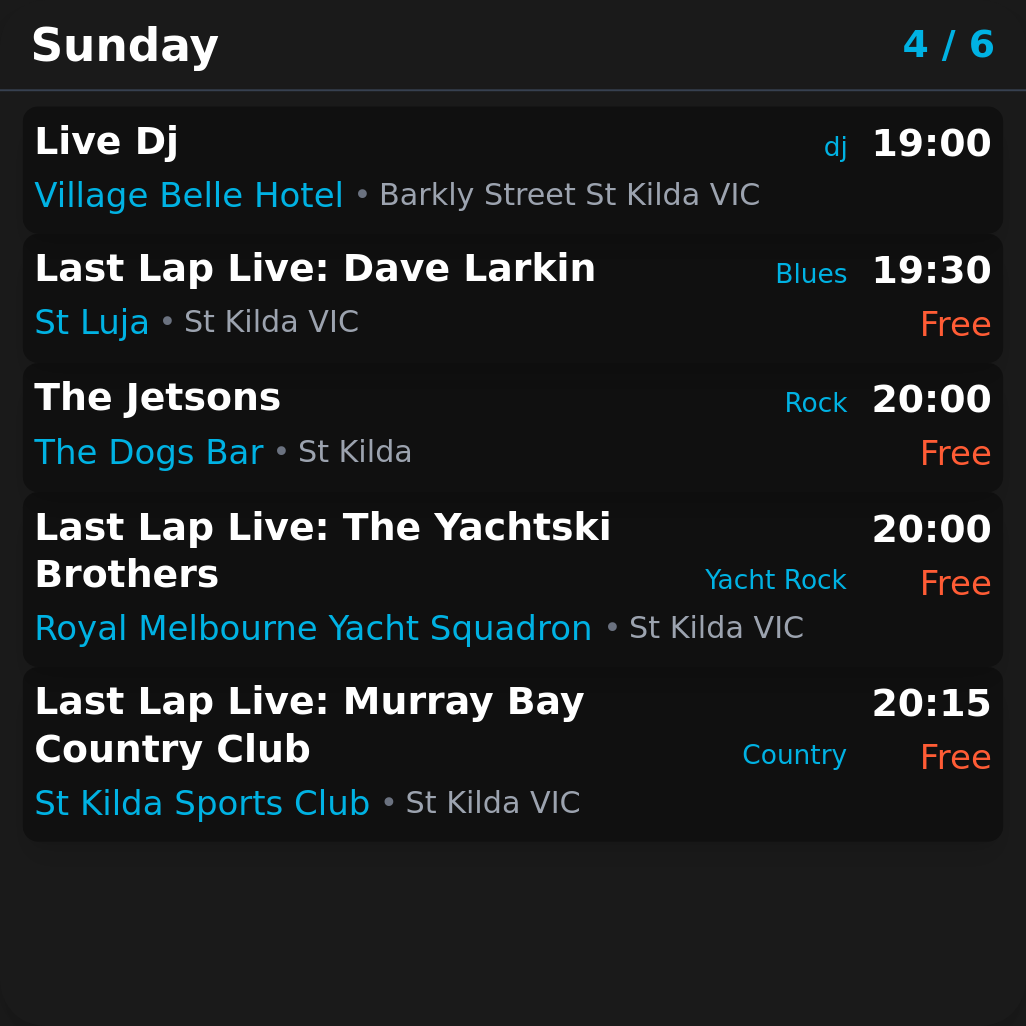 Sunday 4 / 6
Live Dj dj 19:00
Village Belle Hotel • Barkly Street St Kilda VIC
Last Lap Live: Dave Larkin Blues 19:30
St Luja • St Kilda VIC Free
The Jetsons Rock 20:00
The Dogs Bar • St Kilda Free
Last Lap Live: The Yachtski 20:00
Brothers Yacht Rock Free
Royal Melbourne Yacht Squadron • St Kilda VIC
Last Lap Live: Murray Bay 20:15
Country Club Country Free
St Kilda Sports Club • St Kilda VIC